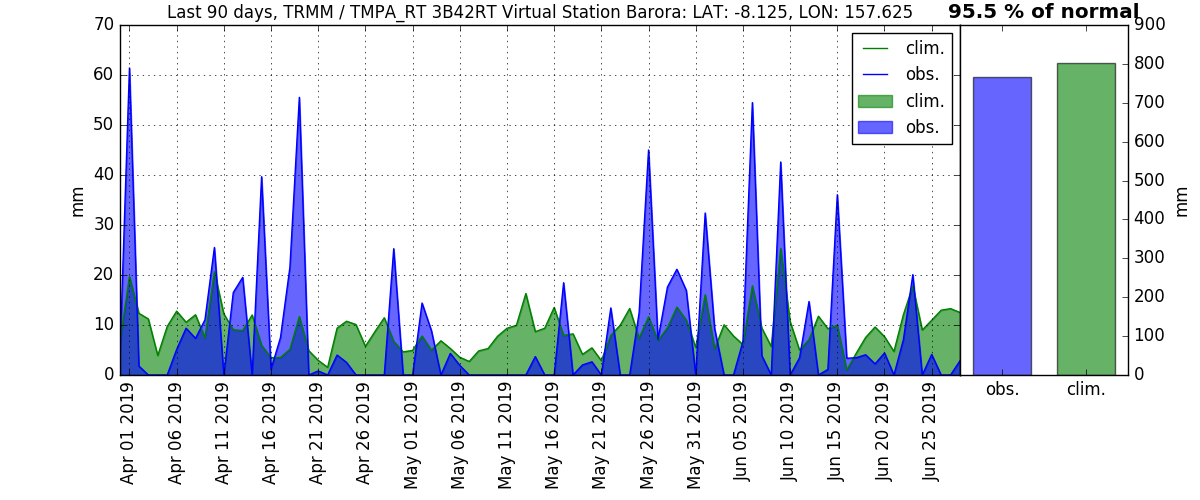 Last 90 days, TRMM / TMPA_RT 3B42RT Virtual Station Barora: LAT: -8.125, LON: 157.625
95.5 % of normal
70
60
50
40
30
20
10
0
mm
clim.
obs.
clim.
obs.
Apr 01 2019
Apr 06 2019
Apr 11 2019
Apr 16 2019
Apr 21 2019
Apr 26 2019
May 01 2019
May 06 2019
May 11 2019
May 16 2019
May 21 2019
May 26 2019
May 31 2019
Jun 05 2019
Jun 10 2019
Jun 15 2019
Jun 20 2019
Jun 25 2019
900
800
700
600
500
400
300
200
100
0
mm
obs.
clim.